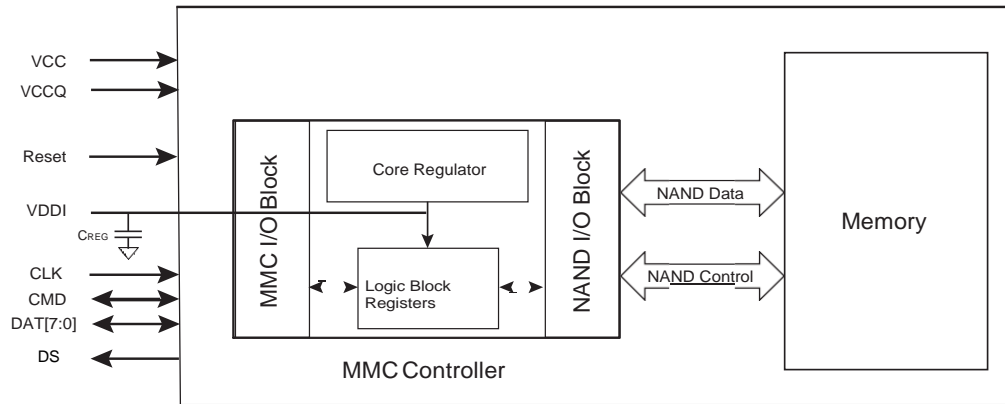 VCC
VCCQ
Reset
VDDI
CREG
CLK
CMD
DAT[7:0]
DS
MMC I/O Block
Core Regulator
Logic Block
Registers
NAND I/O Block
NAND Data
NAND Control
Memory
MMC Controller